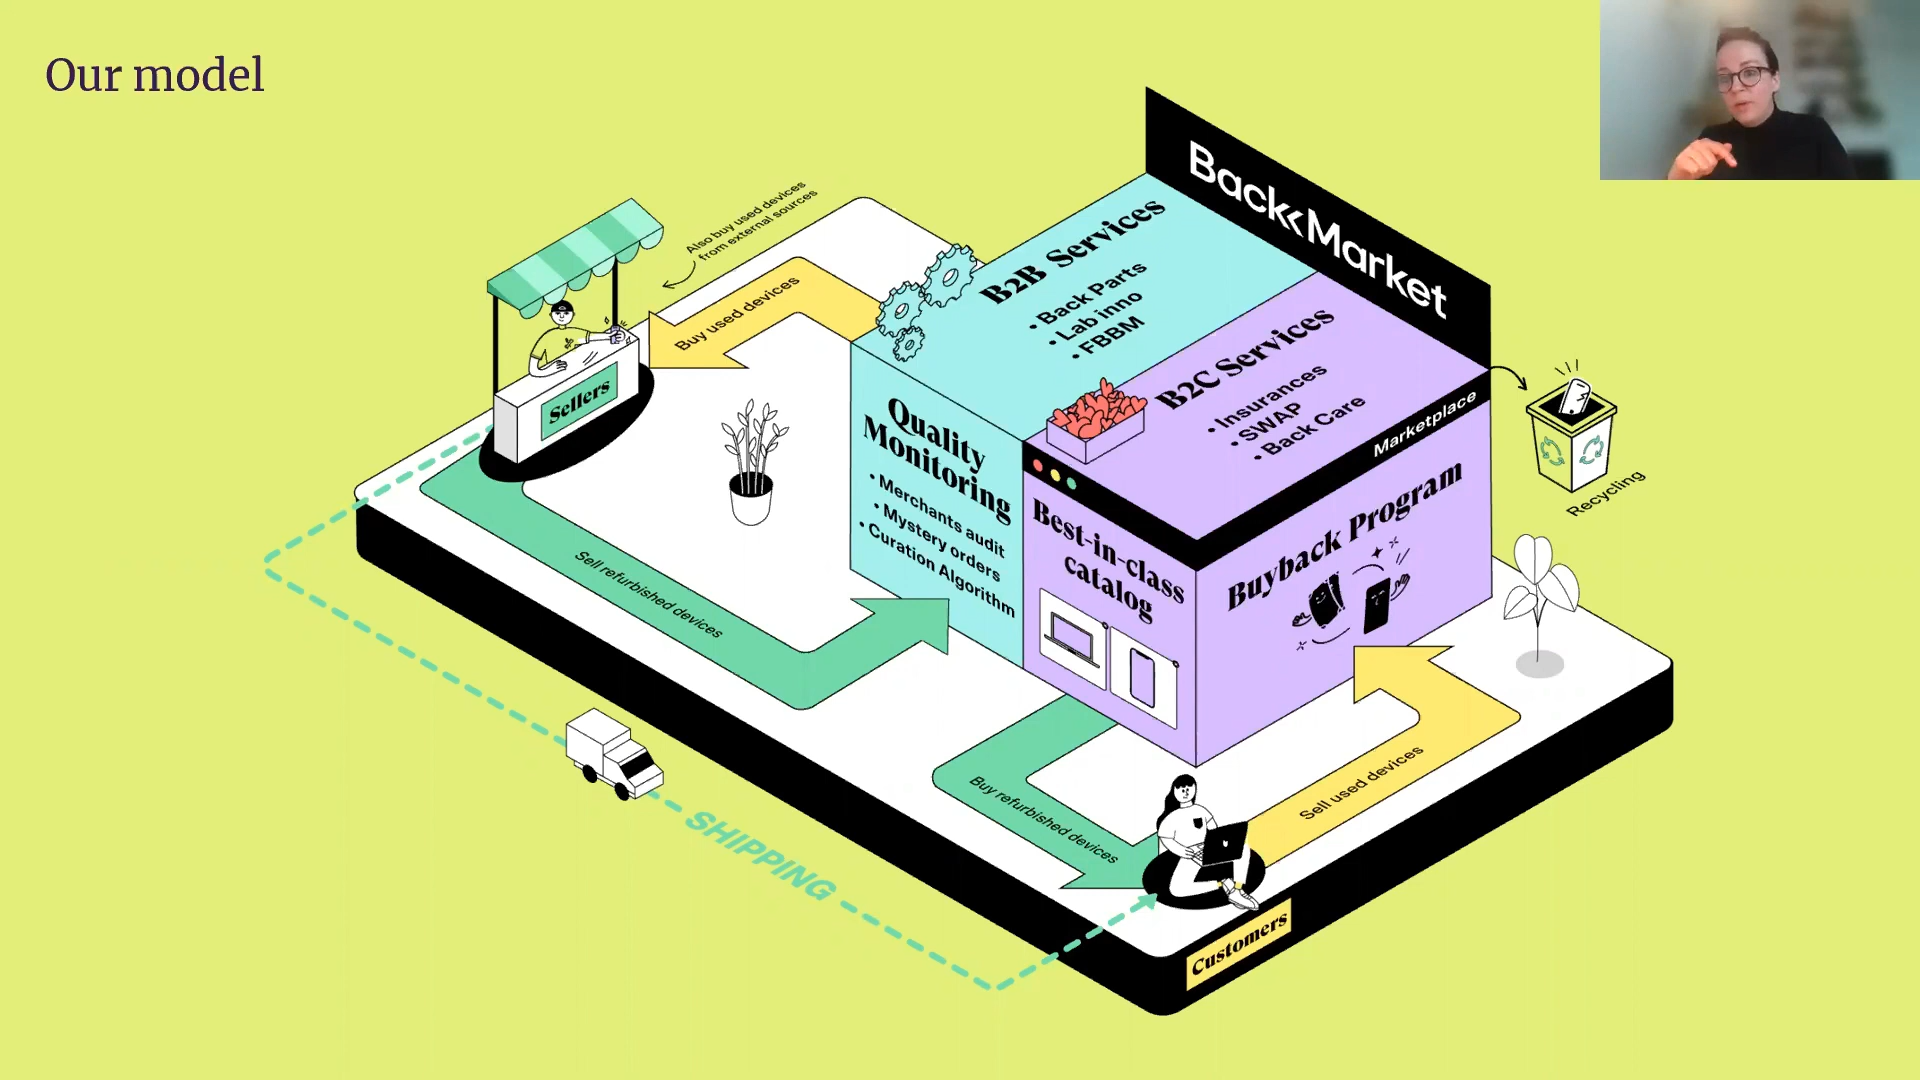 Our model
Back Market
Also buy used devices
from external sources
Buy used devices
Sellers
Sell refurbished devices
B2B Services
• Back Parts
• Lab inno
• FBBM
B2C Services
• Insurances
• SWAP
• Back Care
Marketplace
Quality
Monitoring
• Merchants audit
• Mystery orders
• Curation Algorithm
Best-in-class
catalog
Buyback Program
Recycling
Sell used devices
Buy refurbished devices
SHIPPING
Customers